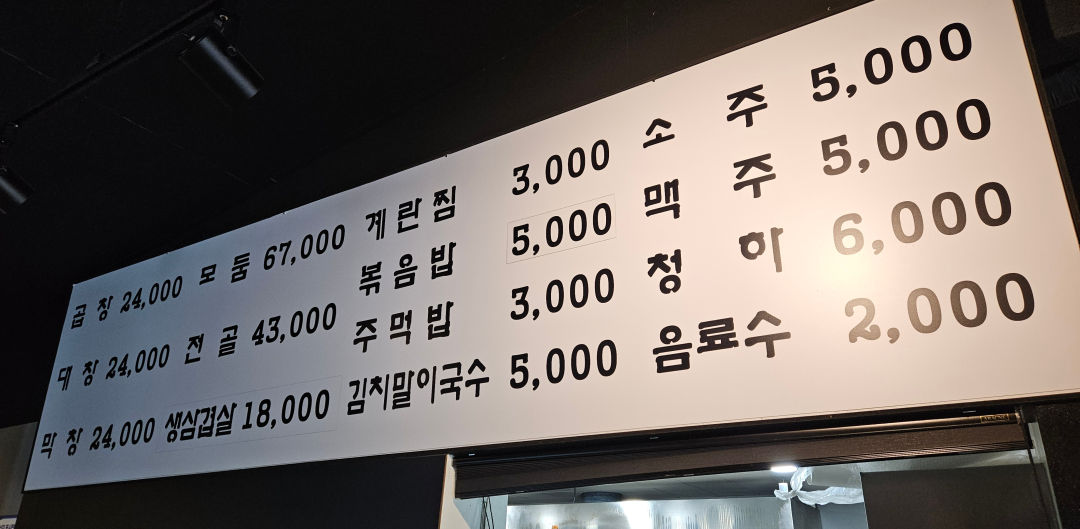 곱 창 24,000
대 창 24,000
막 창 24,000
모 둠 67,000
전 골 43,000
생삼겹살 18,000
계란찜 3,000
볶음밥 5,000
주먹밥 3,000
김치말이국수 5,000
소 주 5,000
맥 주 5,000
청 하 6,000
음료수 2,000